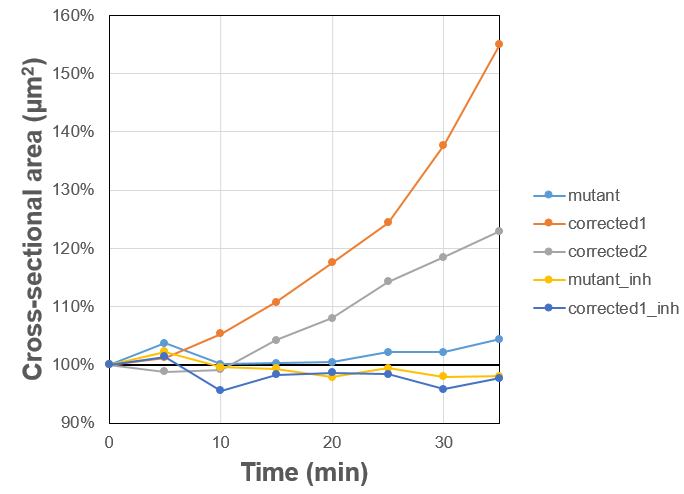 160%
150%
140%
130%
120%
110%
100%
90%
0
10
20
30
Cross-sectional area (μm²)
Time (min)
mutant
corrected1
corrected2
mutant_inh
corrected1_inh